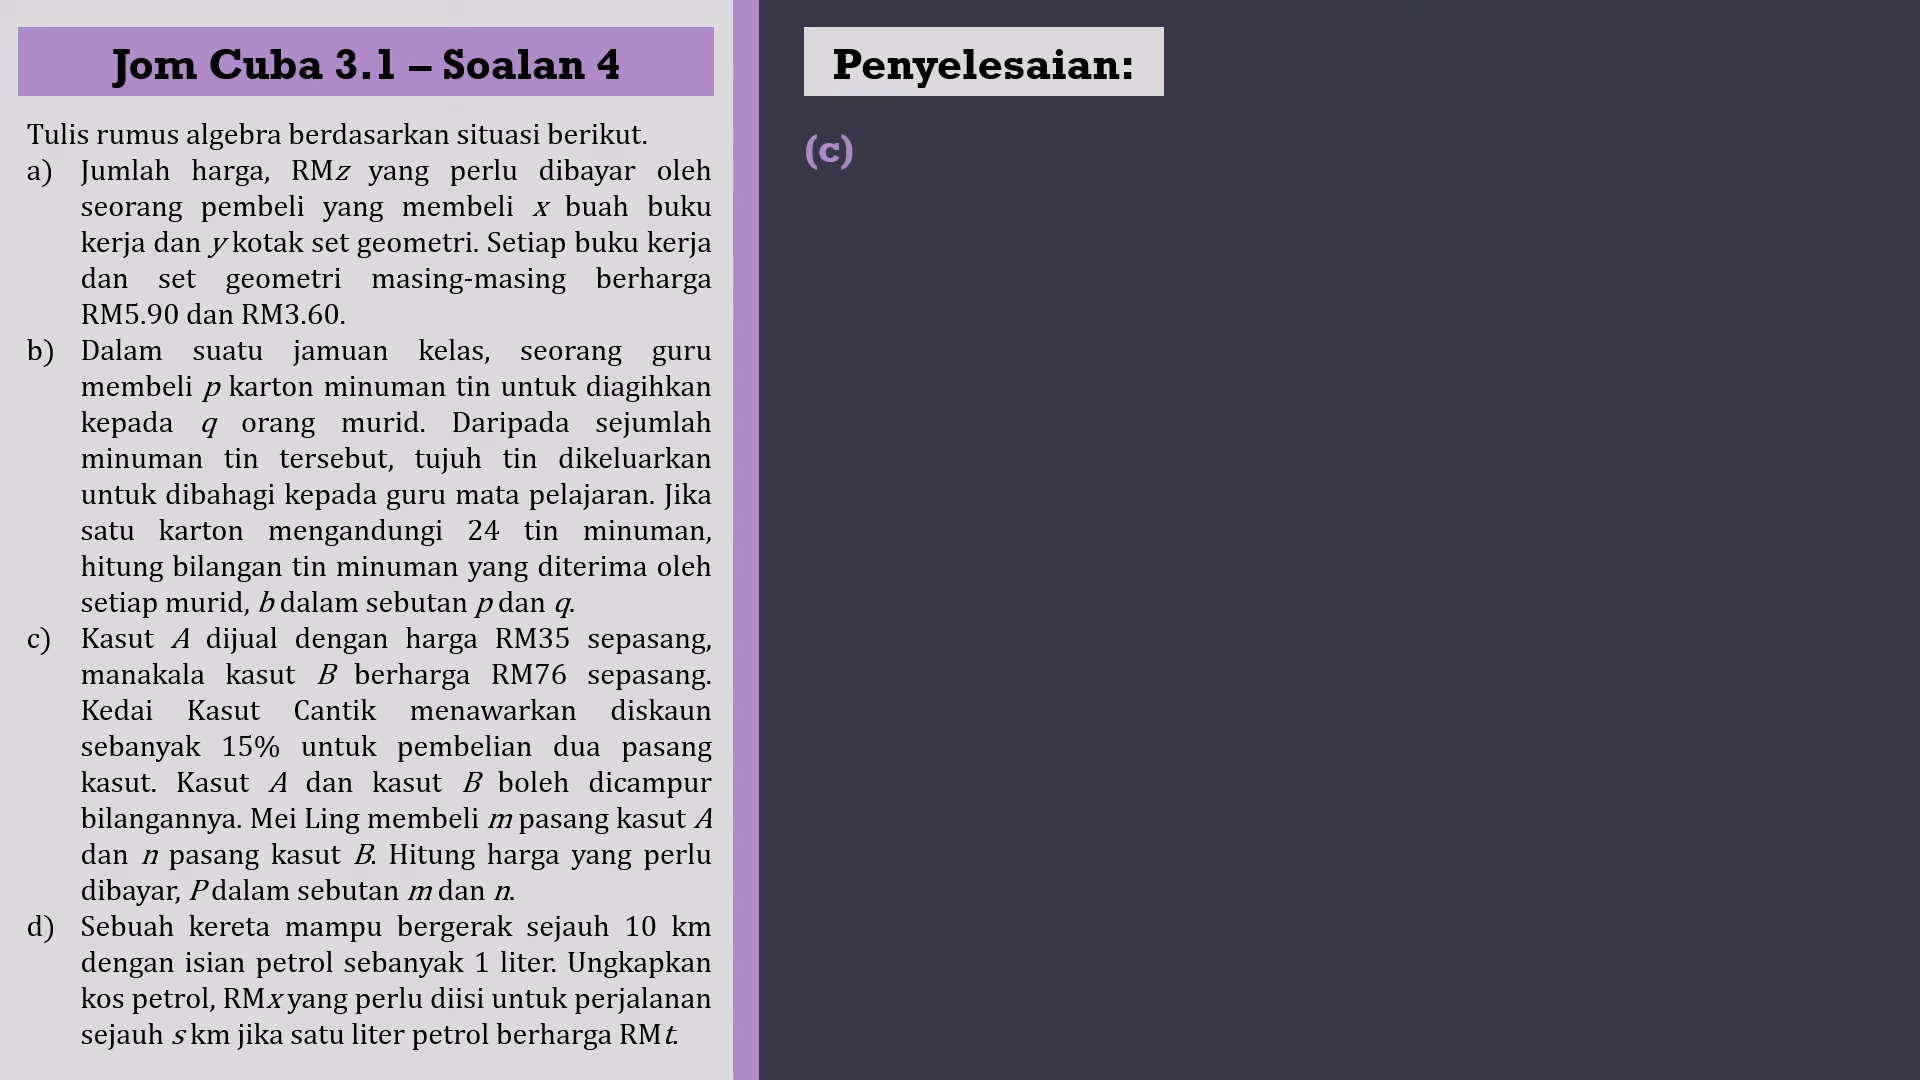 Jom Cuba 3.1 – Soalan 4
Tulis rumus algebra berdasarkan situasi berikut.
a) Jumlah harga, RMz yang perlu dibayar oleh
seorang pembeli yang membeli x buah buku
kerja dan y kotak set geometri. Setiap buku kerja
dan set geometri masing-masing berharga
RM5.90 dan RM3.60.
b) Dalam suatu jamuan kelas, seorang guru
membeli p karton minuman tin untuk diagihkan
kepada q orang murid. Daripada sejumlah
minuman tin tersebut, tujuh tin dikeluarkan
untuk dibahagi kepada guru mata pelajaran. Jika
satu karton mengandungi 24 tin minuman,
hitung bilangan tin minuman yang diterima oleh
setiap murid, b dalam sebutan p dan q.
c) Kasut A dijual dengan harga RM35 sepasang,
manakala kasut B berharga RM76 sepasang.
Kedai Kasut Cantik menawarkan diskaun
sebanyak 15% untuk pembelian dua pasang
kasut. Kasut A dan kasut B boleh dicampur
bilangannya. Mei Ling membeli m pasang kasut A
dan n pasang kasut B. Hitung harga yang perlu
dibayar, P dalam sebutan m dan n.
d) Sebuah kereta mampu bergerak sejauh 10 km
dengan isian petrol sebanyak 1 liter. Ungkapkan
kos petrol, RMx yang perlu diisi untuk perjalanan
sejauh s km jika satu liter petrol berharga RMt.
Penyelesaian:
(c)